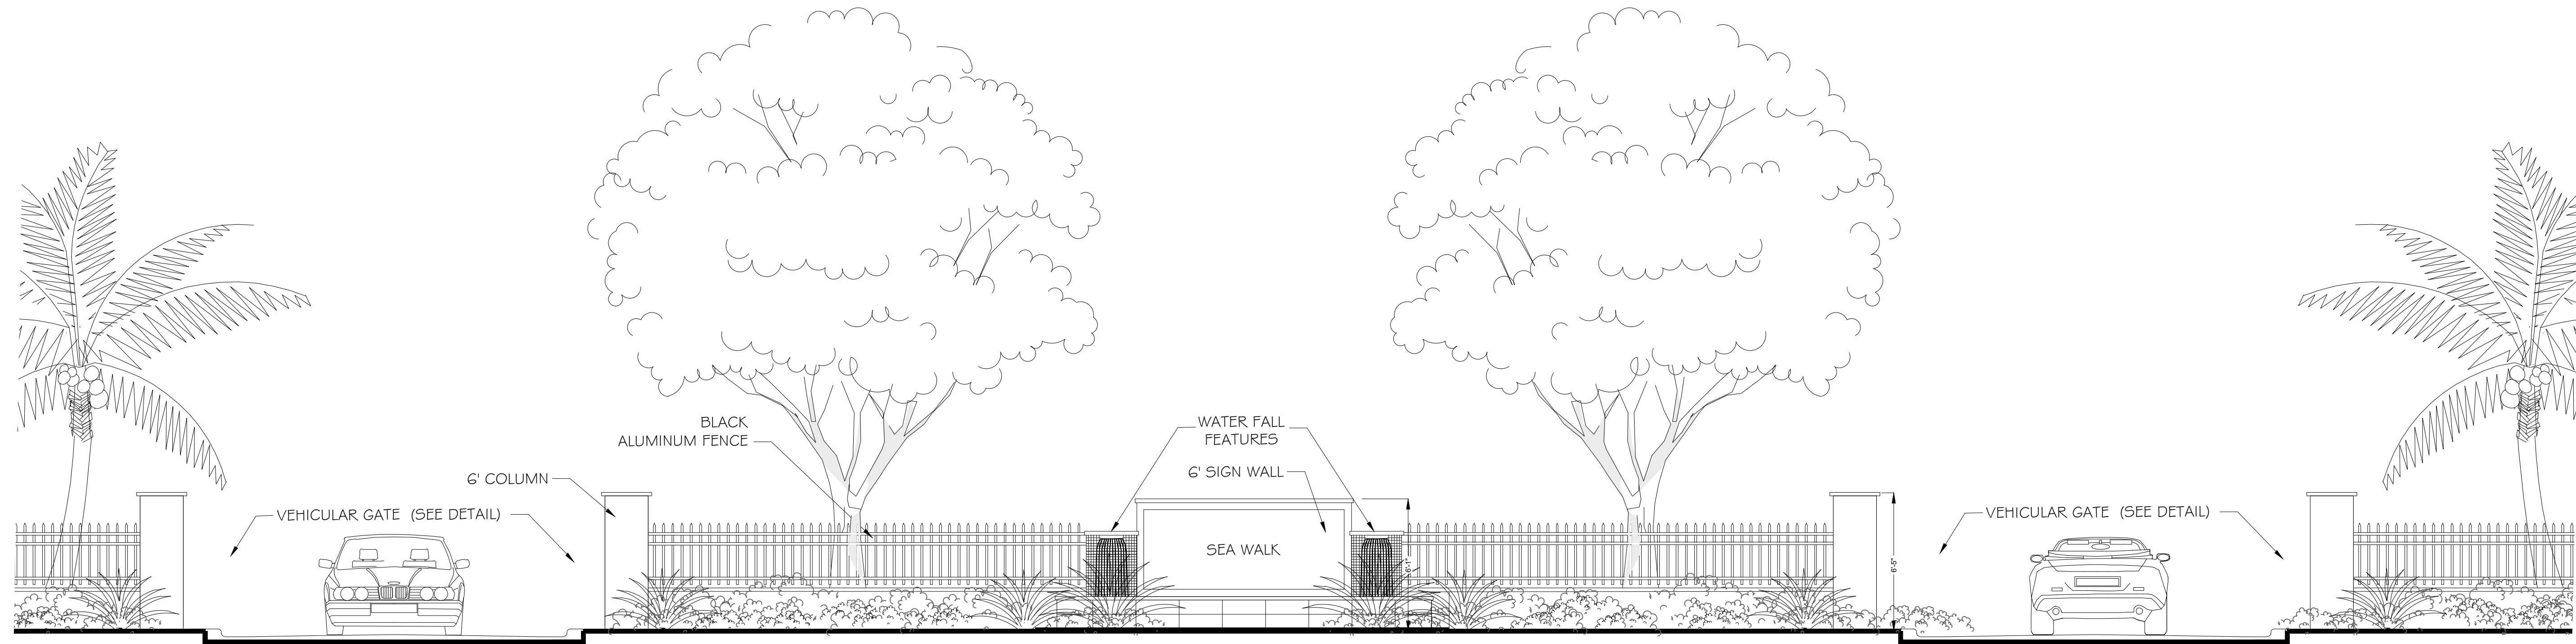 BLACK
ALUMINUM FENCE
WATER FALL
FEATURES
6' COLUMN
6' SIGN WALL
VEHICULAR GATE (SEE DETAIL)
VEHICULAR GATE (SEE DETAIL)
SEA WALK
6'-1"
6'-5"